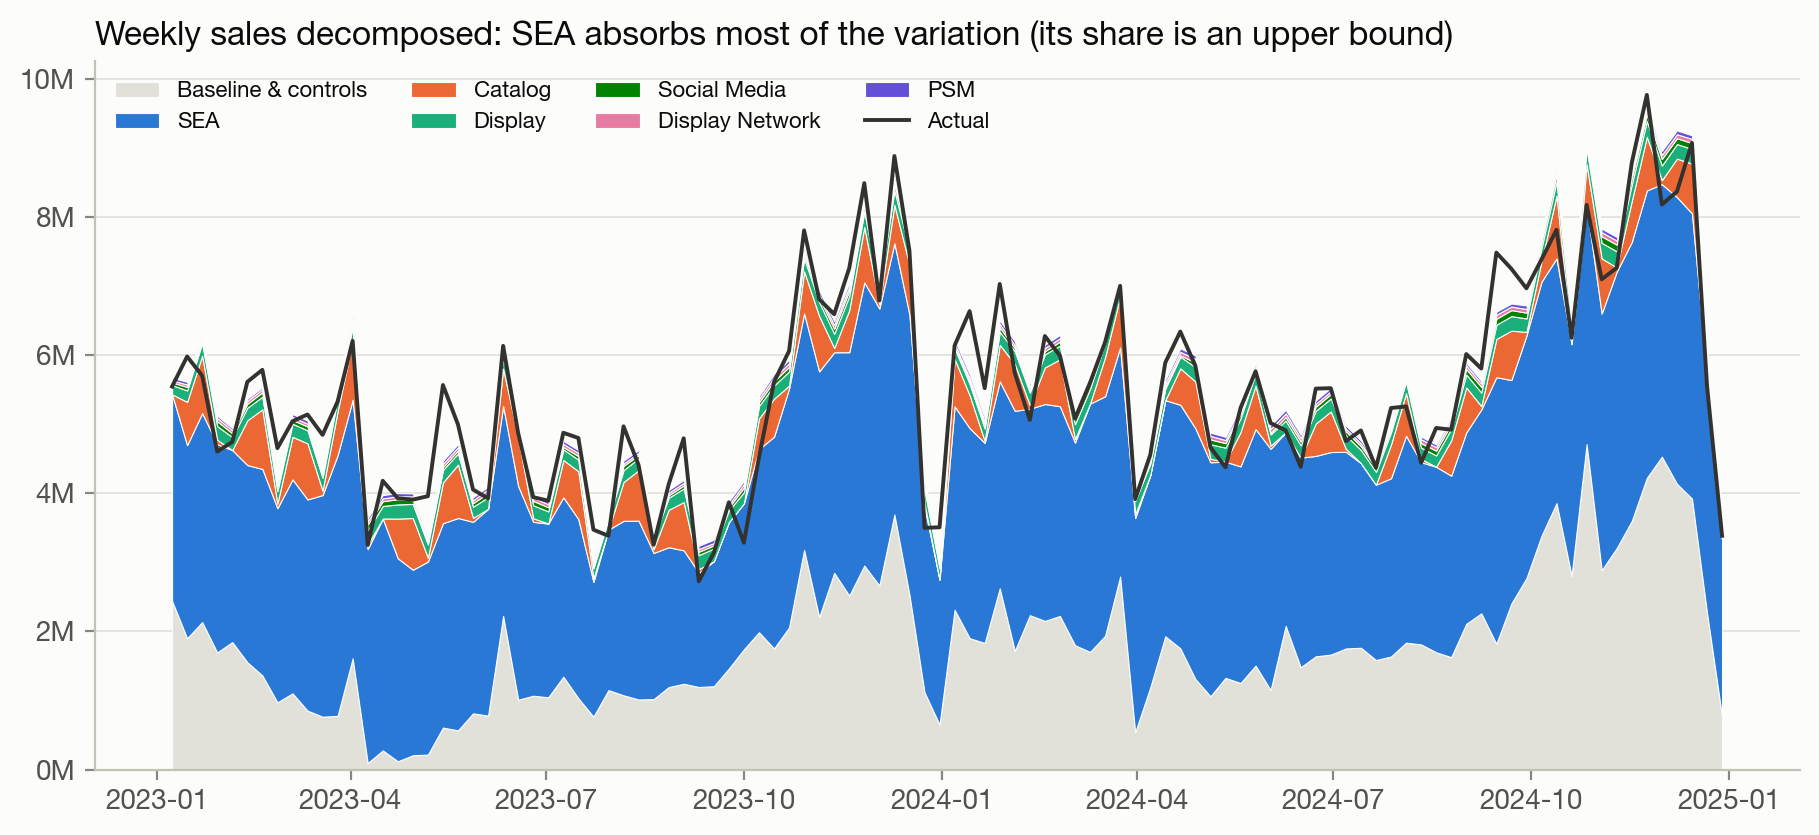 Weekly sales decomposed: SEA absorbs most of the variation (its share is an upper bound)
10M
8M
6M
4M
2M
0M
Baseline & controls
SEA
Catalog
Display
Social Media
Display Network
PSM
Actual
2023-01
2023-04
2023-07
2023-10
2024-01
2024-04
2024-07
2024-10
2025-01